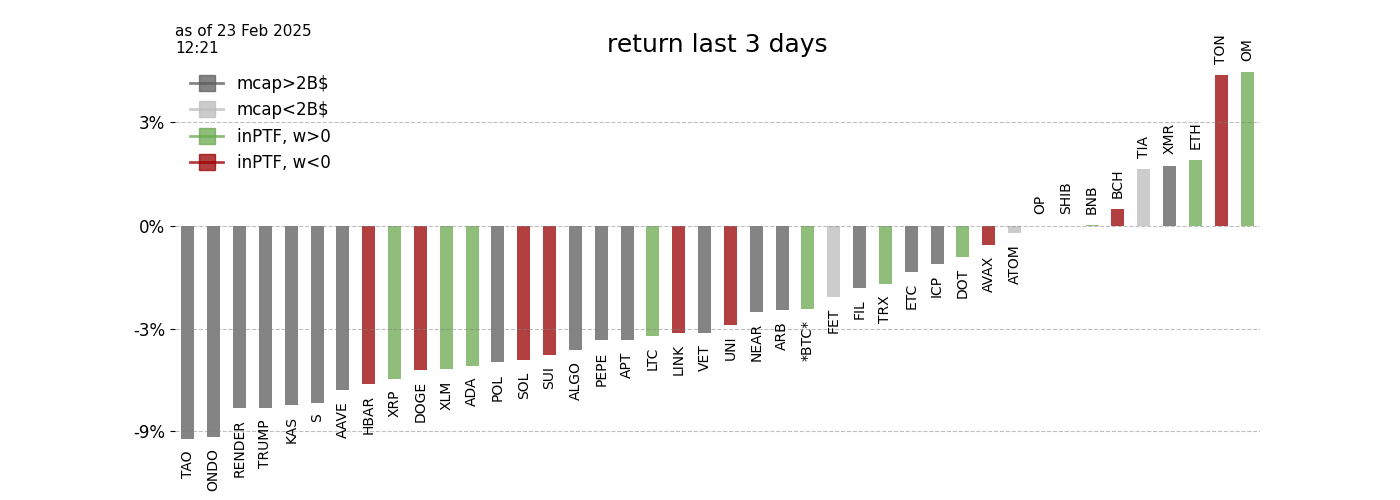 as of 23 Feb 2025
12:21
return last 3 days
mcap>2B$
mcap<2B$
inPTF, w>0
inPTF, w<0
3%
0%
-3%
-9%
TAO
ONDO
RENDER
TRUMP
KAS
S
AAVE
HBAR
XRP
DOGE
XLM
ADA
POL
SOL
SUI
ALGO
PEPE
APT
LTC
LINK
VET
UNI
NEAR
ARB
*BTC*
FET
FIL
TRX
ETC
ICP
DOT
AVAX
ATOM
OP
SHIB
BNB
BCH
TIA
XMR
ETH
TON
OM